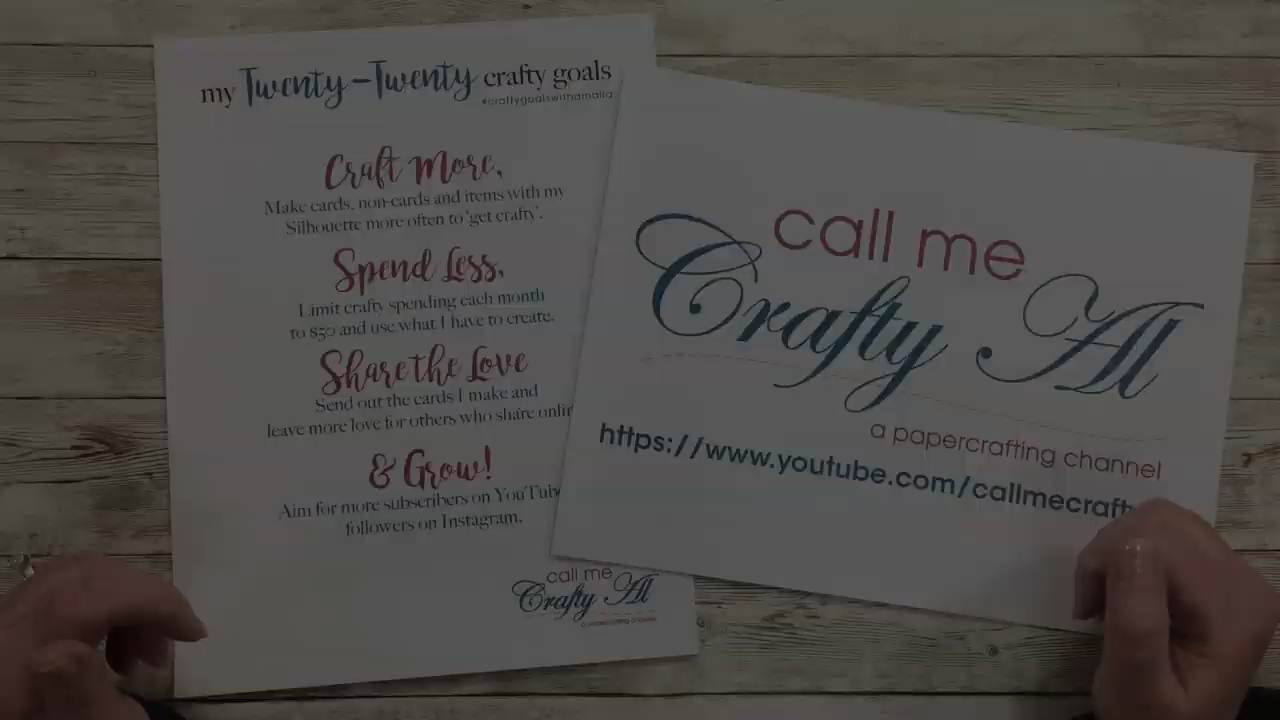 my Twenty-Twenty crafty goals
#craftygoalswithamalia
Craft More,
Make cards, non-cards and items with my
Silhouette more often to 'get crafty'.
Spend Less,
Limit crafty spending each month
to $50 and use what I have to create.
Share the Love
Send out the cards I make and
leave more love for others who share
& Grow!
Aim for more subscribers on
followers on Instagram.
call me
Crafty Al
a papercrafting channel
call me
Crafty Al
a papercrafting channel
https://www.youtube.com/callmecraft